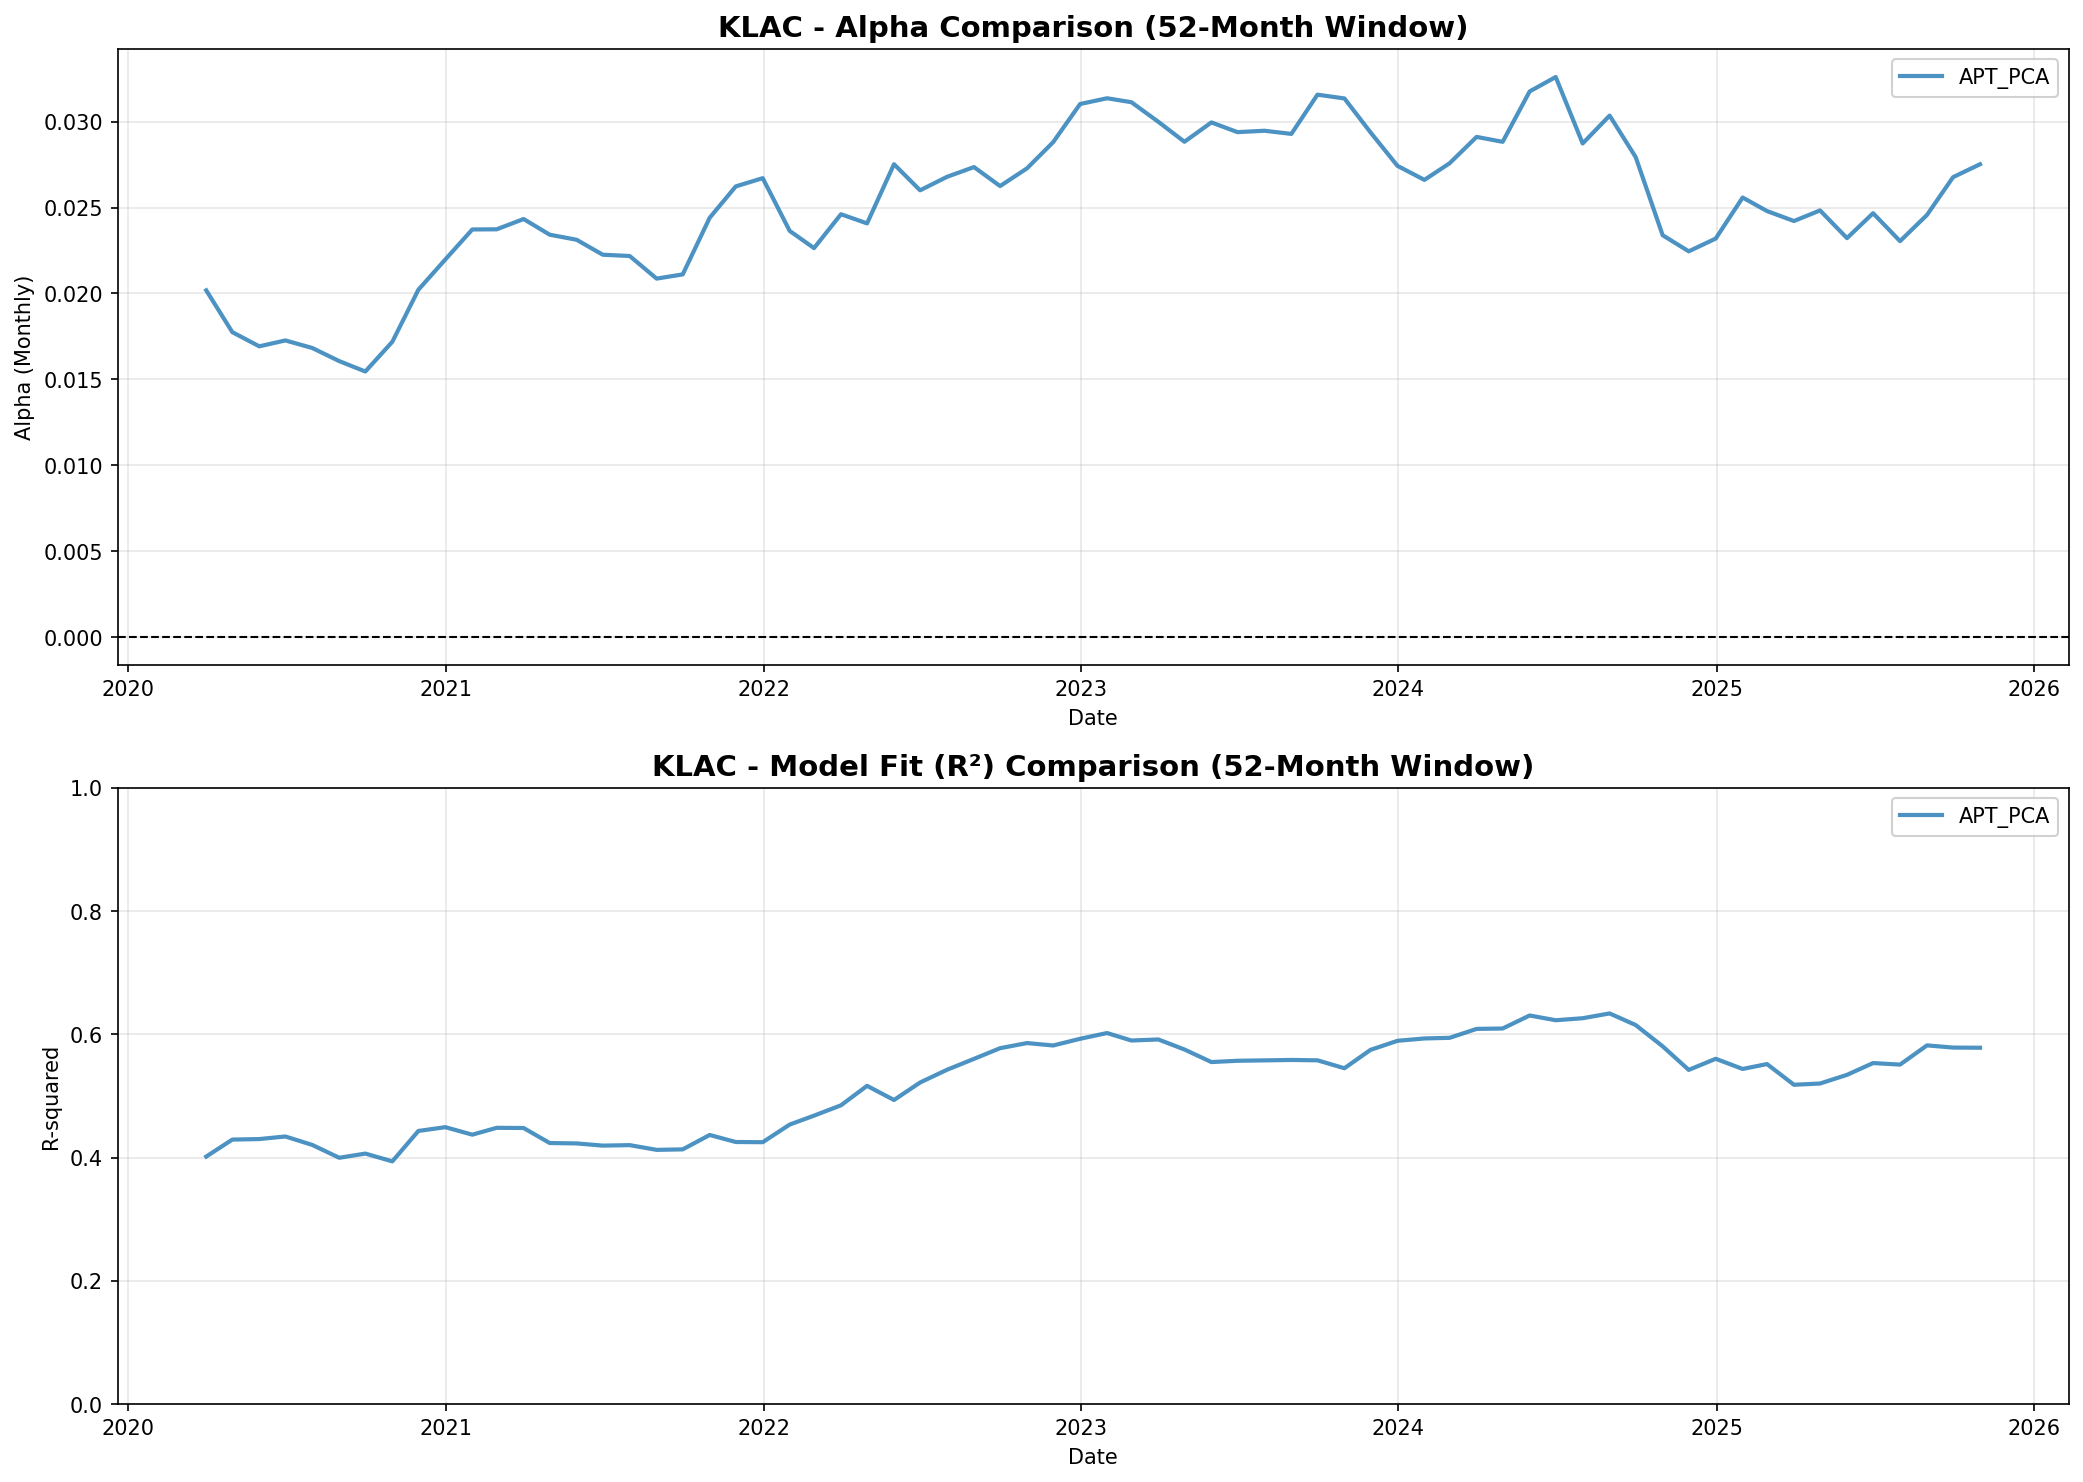 KLAC - Alpha Comparison (52-Month Window)
APT_PCA
0.030
0.025
0.020
0.015
0.010
0.005
0.000
Alpha (Monthly)
2020 2021 2022 2023 2024 2025 2026
Date
KLAC - Model Fit (R²) Comparison (52-Month Window)
APT_PCA
1.0
0.8
0.6
0.4
0.2
0.0
R-squared
2020 2021 2022 2023 2024 2025 2026
Date